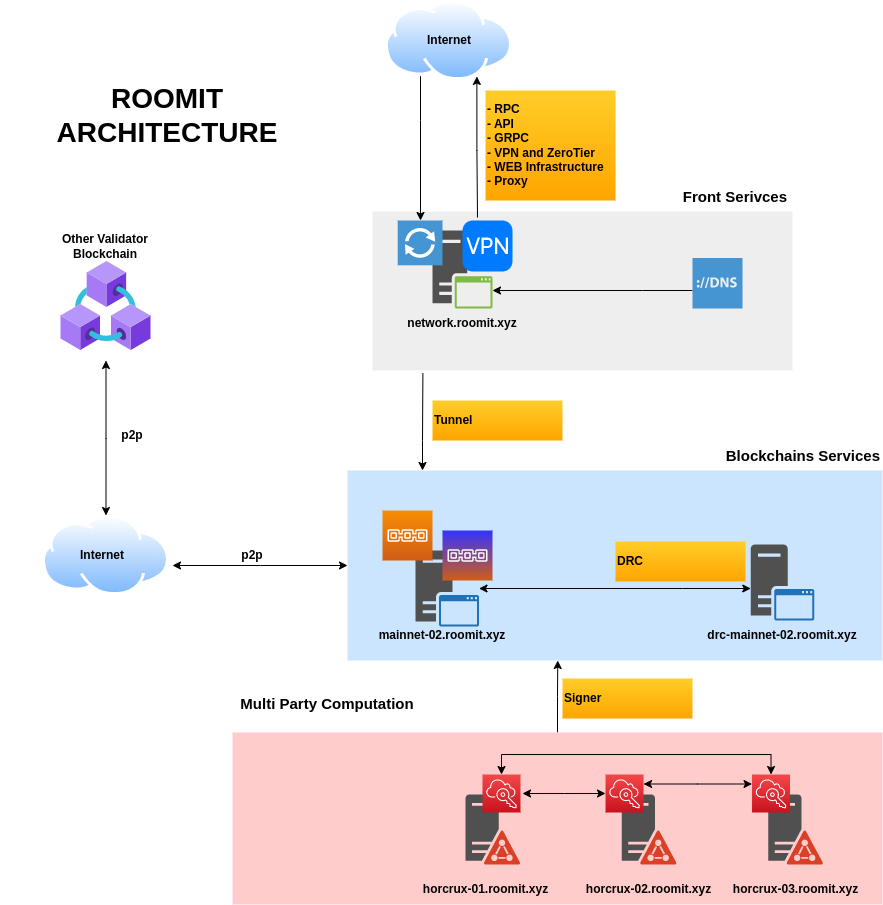 Internet
ROOMIT
ARCHITECTURE
- RPC
- API
- GRPC
- VPN and ZeroTier
- WEB Infrastructure
- Proxy
Front Serivces
Other Validator
Blockchain
VPN
://DNS
network.roomit.xyz
p2p
Tunnel
Blockchains Services
Internet
p2p
DRC
mainnet-02.roomit.xyz
drc-mainnet-02.roomit.xyz
Signer
Multi Party Computation
horcrux-01.roomit.xyz
horcrux-02.roomit.xyz
horcrux-03.roomit.xyz